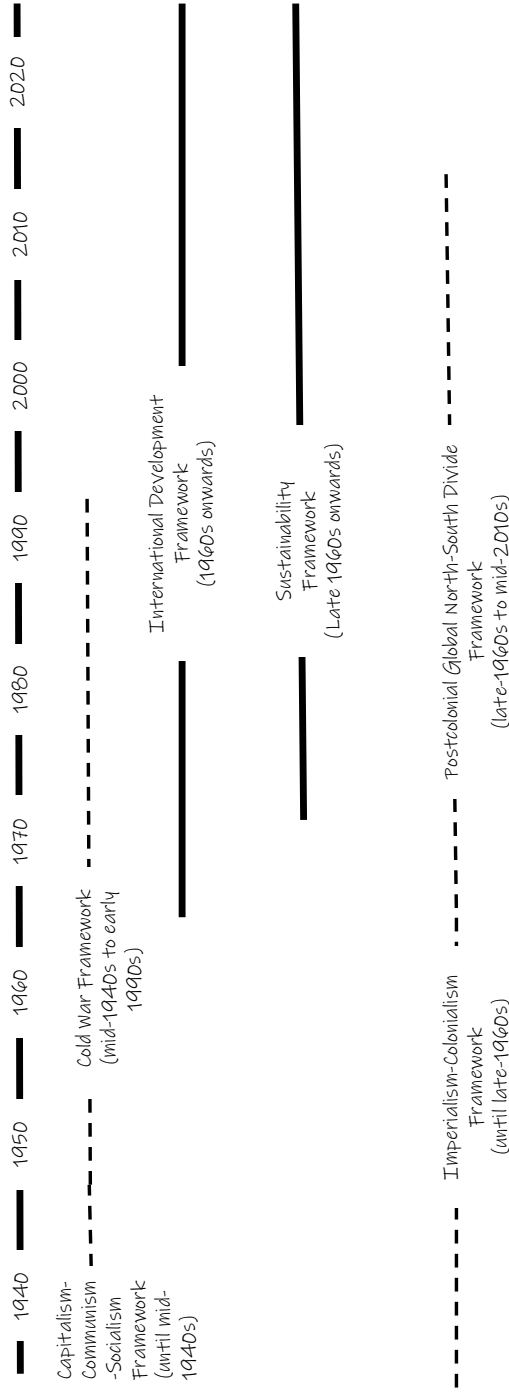 1940
1950
1960
1970
1980
1990
2000
2010
2020
Capitalism-
Communism
-Socialism
Framework
(until mid-
1940s)
Cold War Framework
(mid-1940s to early
1990s)
International Development
Framework
(1960s onwards)
Sustainability
Framework
(Late 1960s onwards)
Imperialism-Colonialism
Framework
(until late-1960s)
Postcolonial Global North-South Divide
Framework
(late-1960s to mid-2010s)